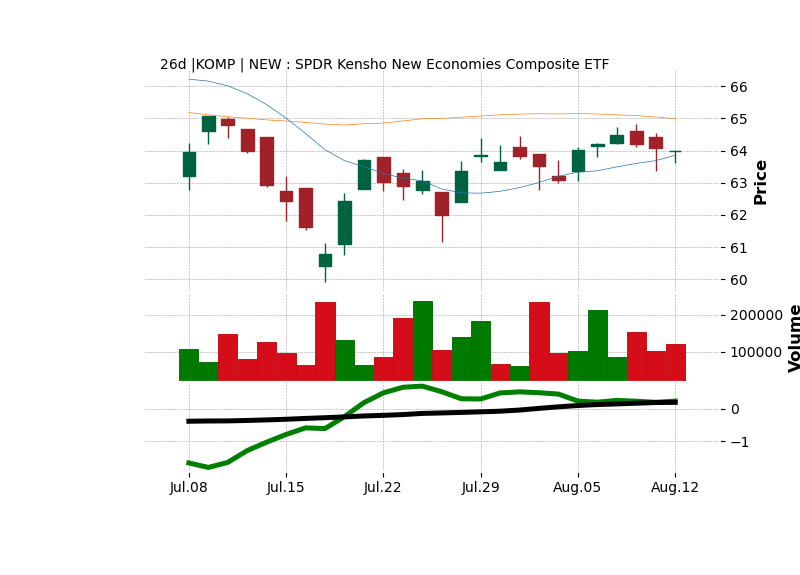 26d |KOMP | NEW : SPDR Kensho New Economies Composite ETF
66
65
64
63
62
61
60
Price
200000
100000
Volume
0
−1
Jul.08 Jul.15 Jul.22 Jul.29 Aug.05 Aug.12